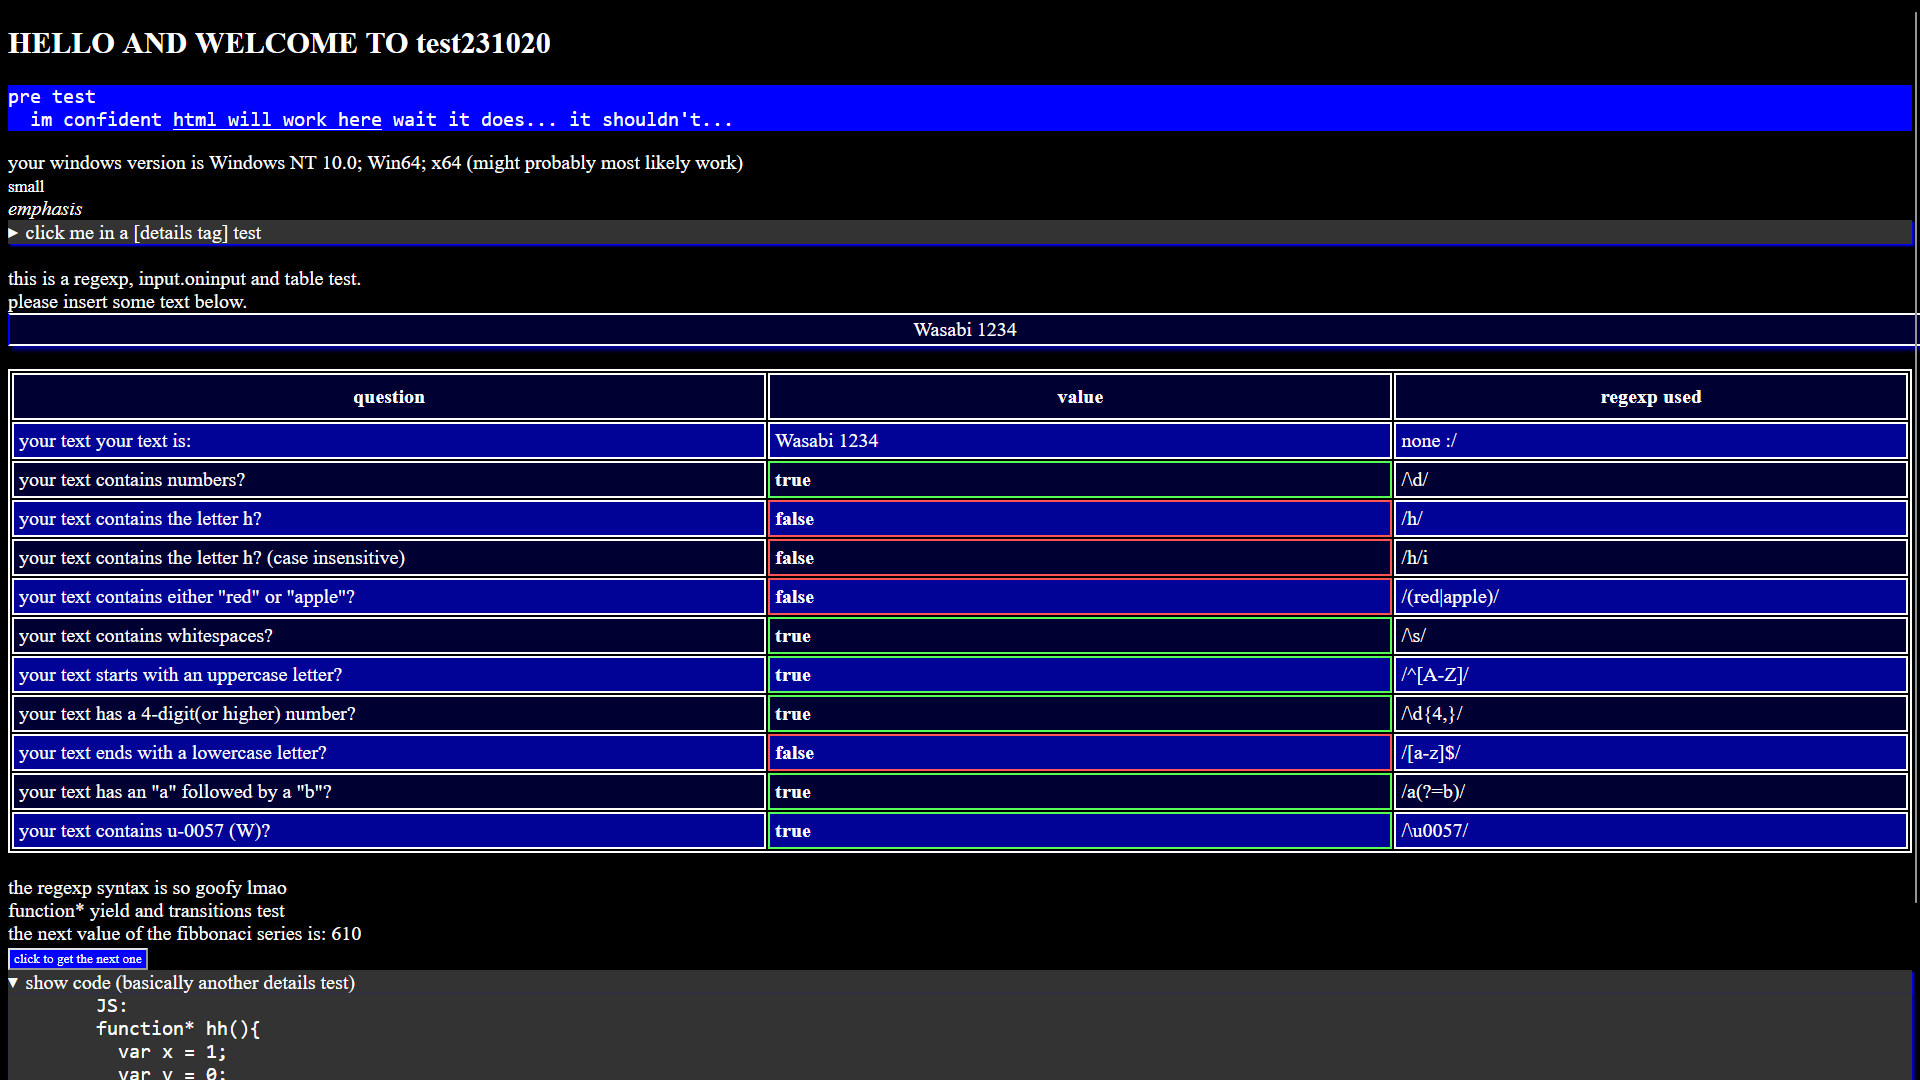 HELLO AND WELCOME TO test231020
pre test
  im confident html will work here wait it does... it shouldn't...
your windows version is Windows NT 10.0; Win64; x64 (might probably most likely work)
small
emphasis
▶ click me in a [details tag] test
this is a regexp, input.oninput and table test.
please insert some text below.
Wasabi 1234
question value regexp used
your text your text is: Wasabi 1234 none :/
your text contains numbers? true /\d/
your text contains the letter h? false /h/
your text contains the letter h? (case insensitive) false /h/i
your text contains either "red" or "apple"? false /(red|apple)/
your text contains whitespaces? true /\s/
your text starts with an uppercase letter? true /^[A-Z]/
your text has a 4-digit(or higher) number? true /\d{4,}/
your text ends with a lowercase letter? false /[a-z]$/
your text has an "a" followed by a "b"? true /a(?=b)/
your text contains u-0057 (W)? true /\u0057/
the regexp syntax is so goofy lmao
function* yield and transitions test
the next value of the fibbonaci series is: 610
click to get the next one
▼ show code (basically another details test)
JS:
function* hh(){
  var x = 1;
  var y = 0;